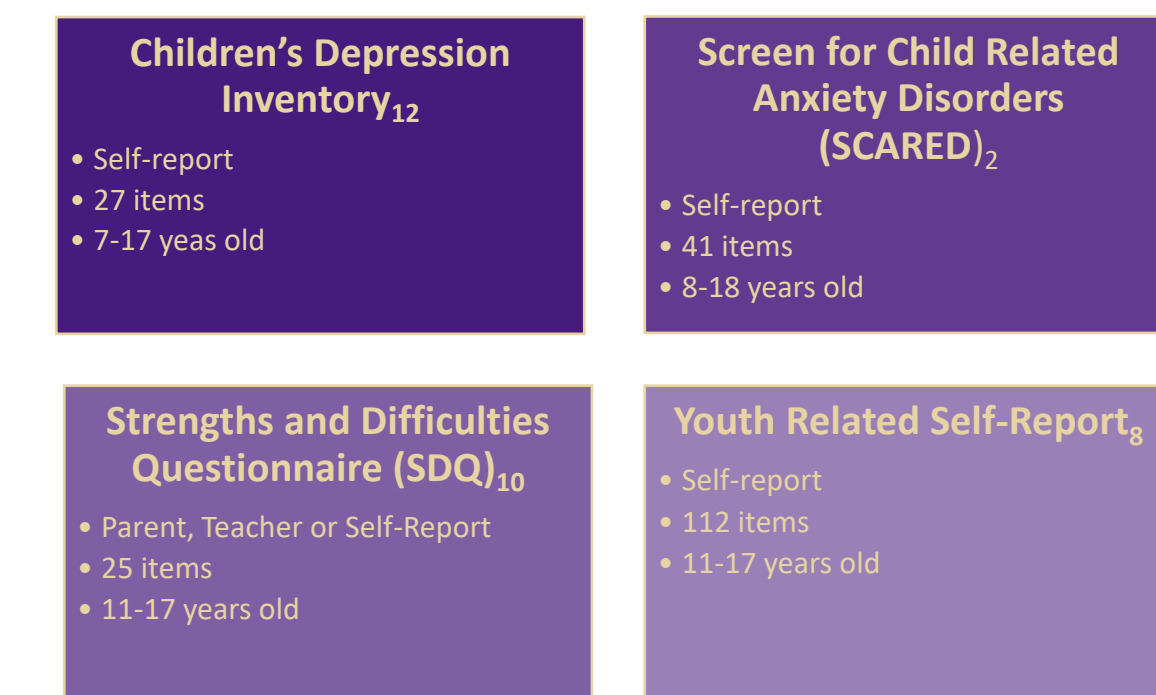 Children's Depression
Inventory12
• Self-report
• 27 items
• 7-17 yeas old
Screen for Child Related
Anxiety Disorders
(SCARED)2
• Self-report
• 41 items
• 8-18 years old
Strengths and Difficulties
Questionnaire (SDQ)10
• Parent, Teacher or Self-Report
• 25 items
• 11-17 years old
Youth Related Self-Report8
• Self-report
• 112 items
• 11-17 years old